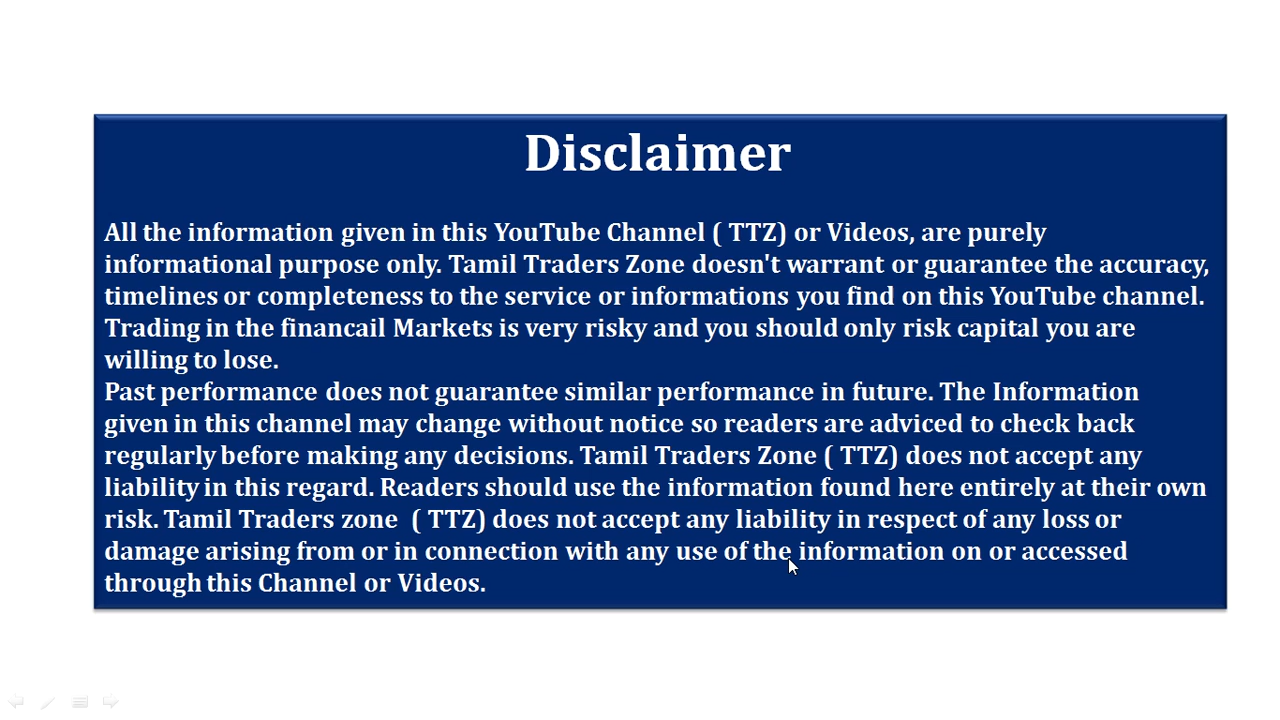 Disclaimer
All the information given in this YouTube Channel ( TTZ) or Videos, are purely
informational purpose only. Tamil Traders Zone doesn't warrant or guarantee the accuracy,
timelines or completeness to the service or informations you find on this YouTube channel.
Trading in the financail Markets is very risky and you should only risk capital you are
willing to lose.
Past performance does not guarantee similar performance in future. The Information
given in this channel may change without notice so readers are adviced to check back
regularly before making any decisions. Tamil Traders Zone ( TTZ) does not accept any
liability in this regard. Readers should use the information found here entirely at their own
risk. Tamil Traders zone  ( TTZ) does not accept any liability in respect of any loss or
damage arising from or in connection with any use of the information on or accessed
through this Channel or Videos.